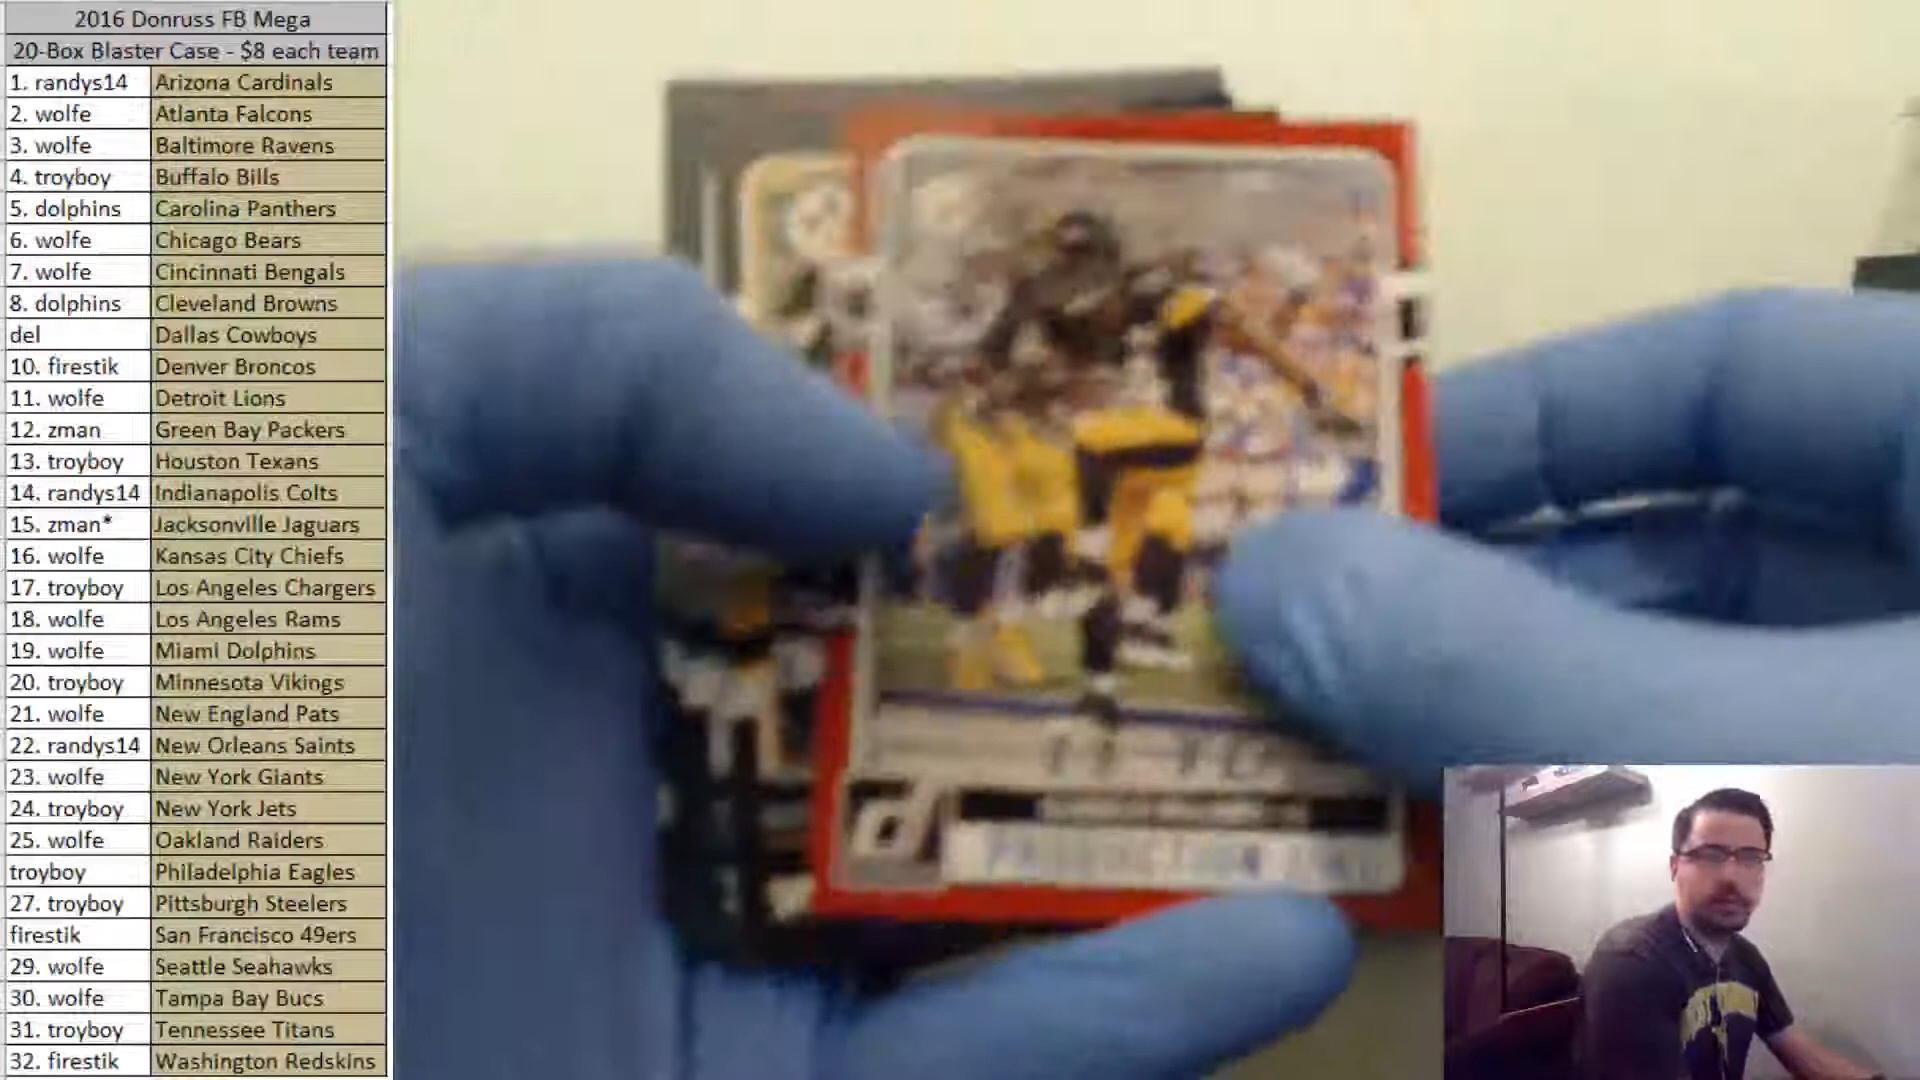 2016 Donruss FB Mega
20-Box Blaster Case - $8 each team
1. randys14 Arizona Cardinals
2. wolfe Atlanta Falcons
3. wolfe Baltimore Ravens
4. troyboy Buffalo Bills
5. dolphins Carolina Panthers
6. wolfe Chicago Bears
7. wolfe Cincinnati Bengals
8. dolphins Cleveland Browns
del Dallas Cowboys
10. firestik Denver Broncos
11. wolfe Detroit Lions
12. zman Green Bay Packers
13. troyboy Houston Texans
14. randys14 Indianapolis Colts
15. zman* Jacksonville Jaguars
16. wolfe Kansas City Chiefs
17. troyboy Los Angeles Chargers
18. wolfe Los Angeles Rams
19. wolfe Miami Dolphins
20. troyboy Minnesota Vikings
21. wolfe New England Pats
22. randys14 New Orleans Saints
23. wolfe New York Giants
24. troyboy New York Jets
25. wolfe Oakland Raiders
troyboy Philadelphia Eagles
27. troyboy Pittsburgh Steelers
firestik San Francisco 49ers
29. wolfe Seattle Seahawks
30. wolfe Tampa Bay Bucs
31. troyboy Tennessee Titans
32. firestik Washington Redskins